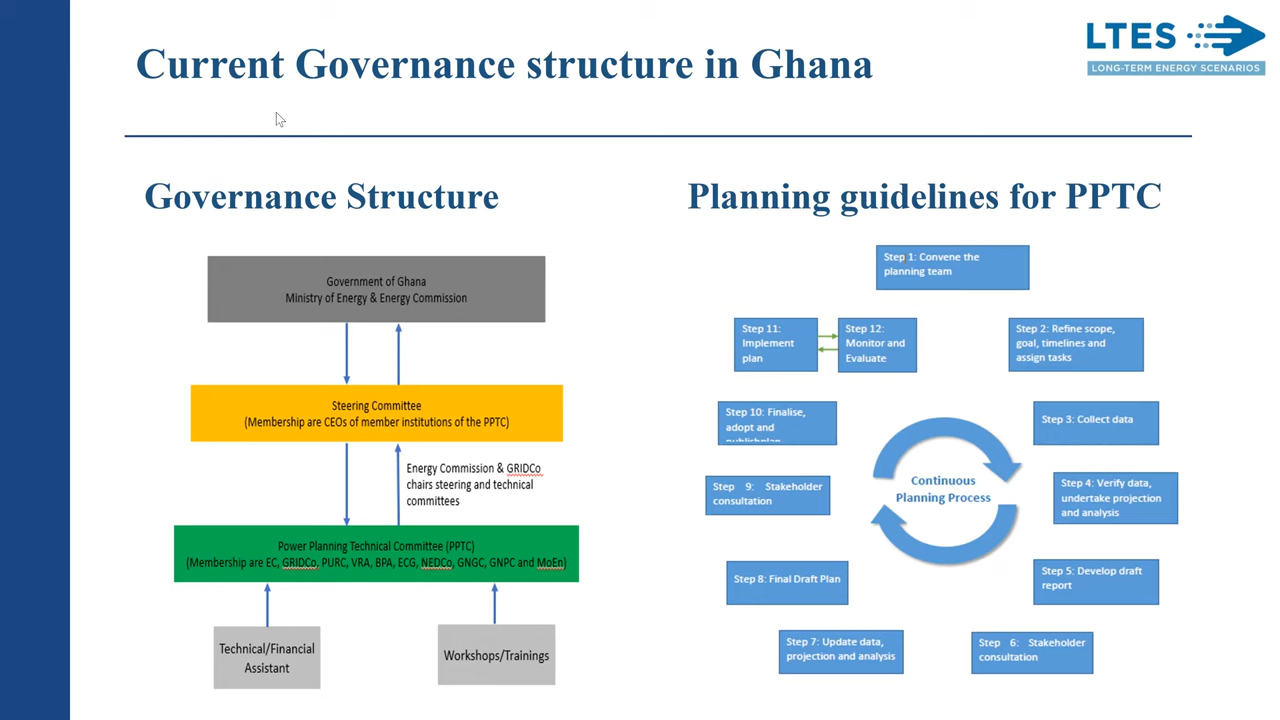 Current Governance structure in Ghana
LTES
LONG-TERM ENERGY SCENARIOS
Governance Structure
Government of Ghana
Ministry of Energy & Energy Commission
Steering Committee
(Membership are CEOs of member institutions of the PPTC)
Energy Commission & GRIDCo
chairs steering and technical
committees
Power Planning Technical Committee (PPTC)
(Membership are EC, GRIDCo, PURC, VRA, BPA, ECG, NEDCo, GNGC, GNPC and MoEn)
Technical/Financial
Assistant
Workshops/Trainings
Planning guidelines for PPTC
Step 1: Convene the
planning team
Step 2: Refine scope,
goal, timelines and
assign tasks
Step 3: Collect data
Step 4: Verify data,
undertake projection
and analysis
Step 5: Develop draft
report
Step 6: Stakeholder
consultation
Step 7: Update data,
projection and analysis
Step 8: Final Draft Plan
Step 9: Stakeholder
consultation
Step 10: Finalise,
adopt and
publishplan
Step 11:
Implement
plan
Step 12:
Monitor and
Evaluate
Continuous
Planning Process